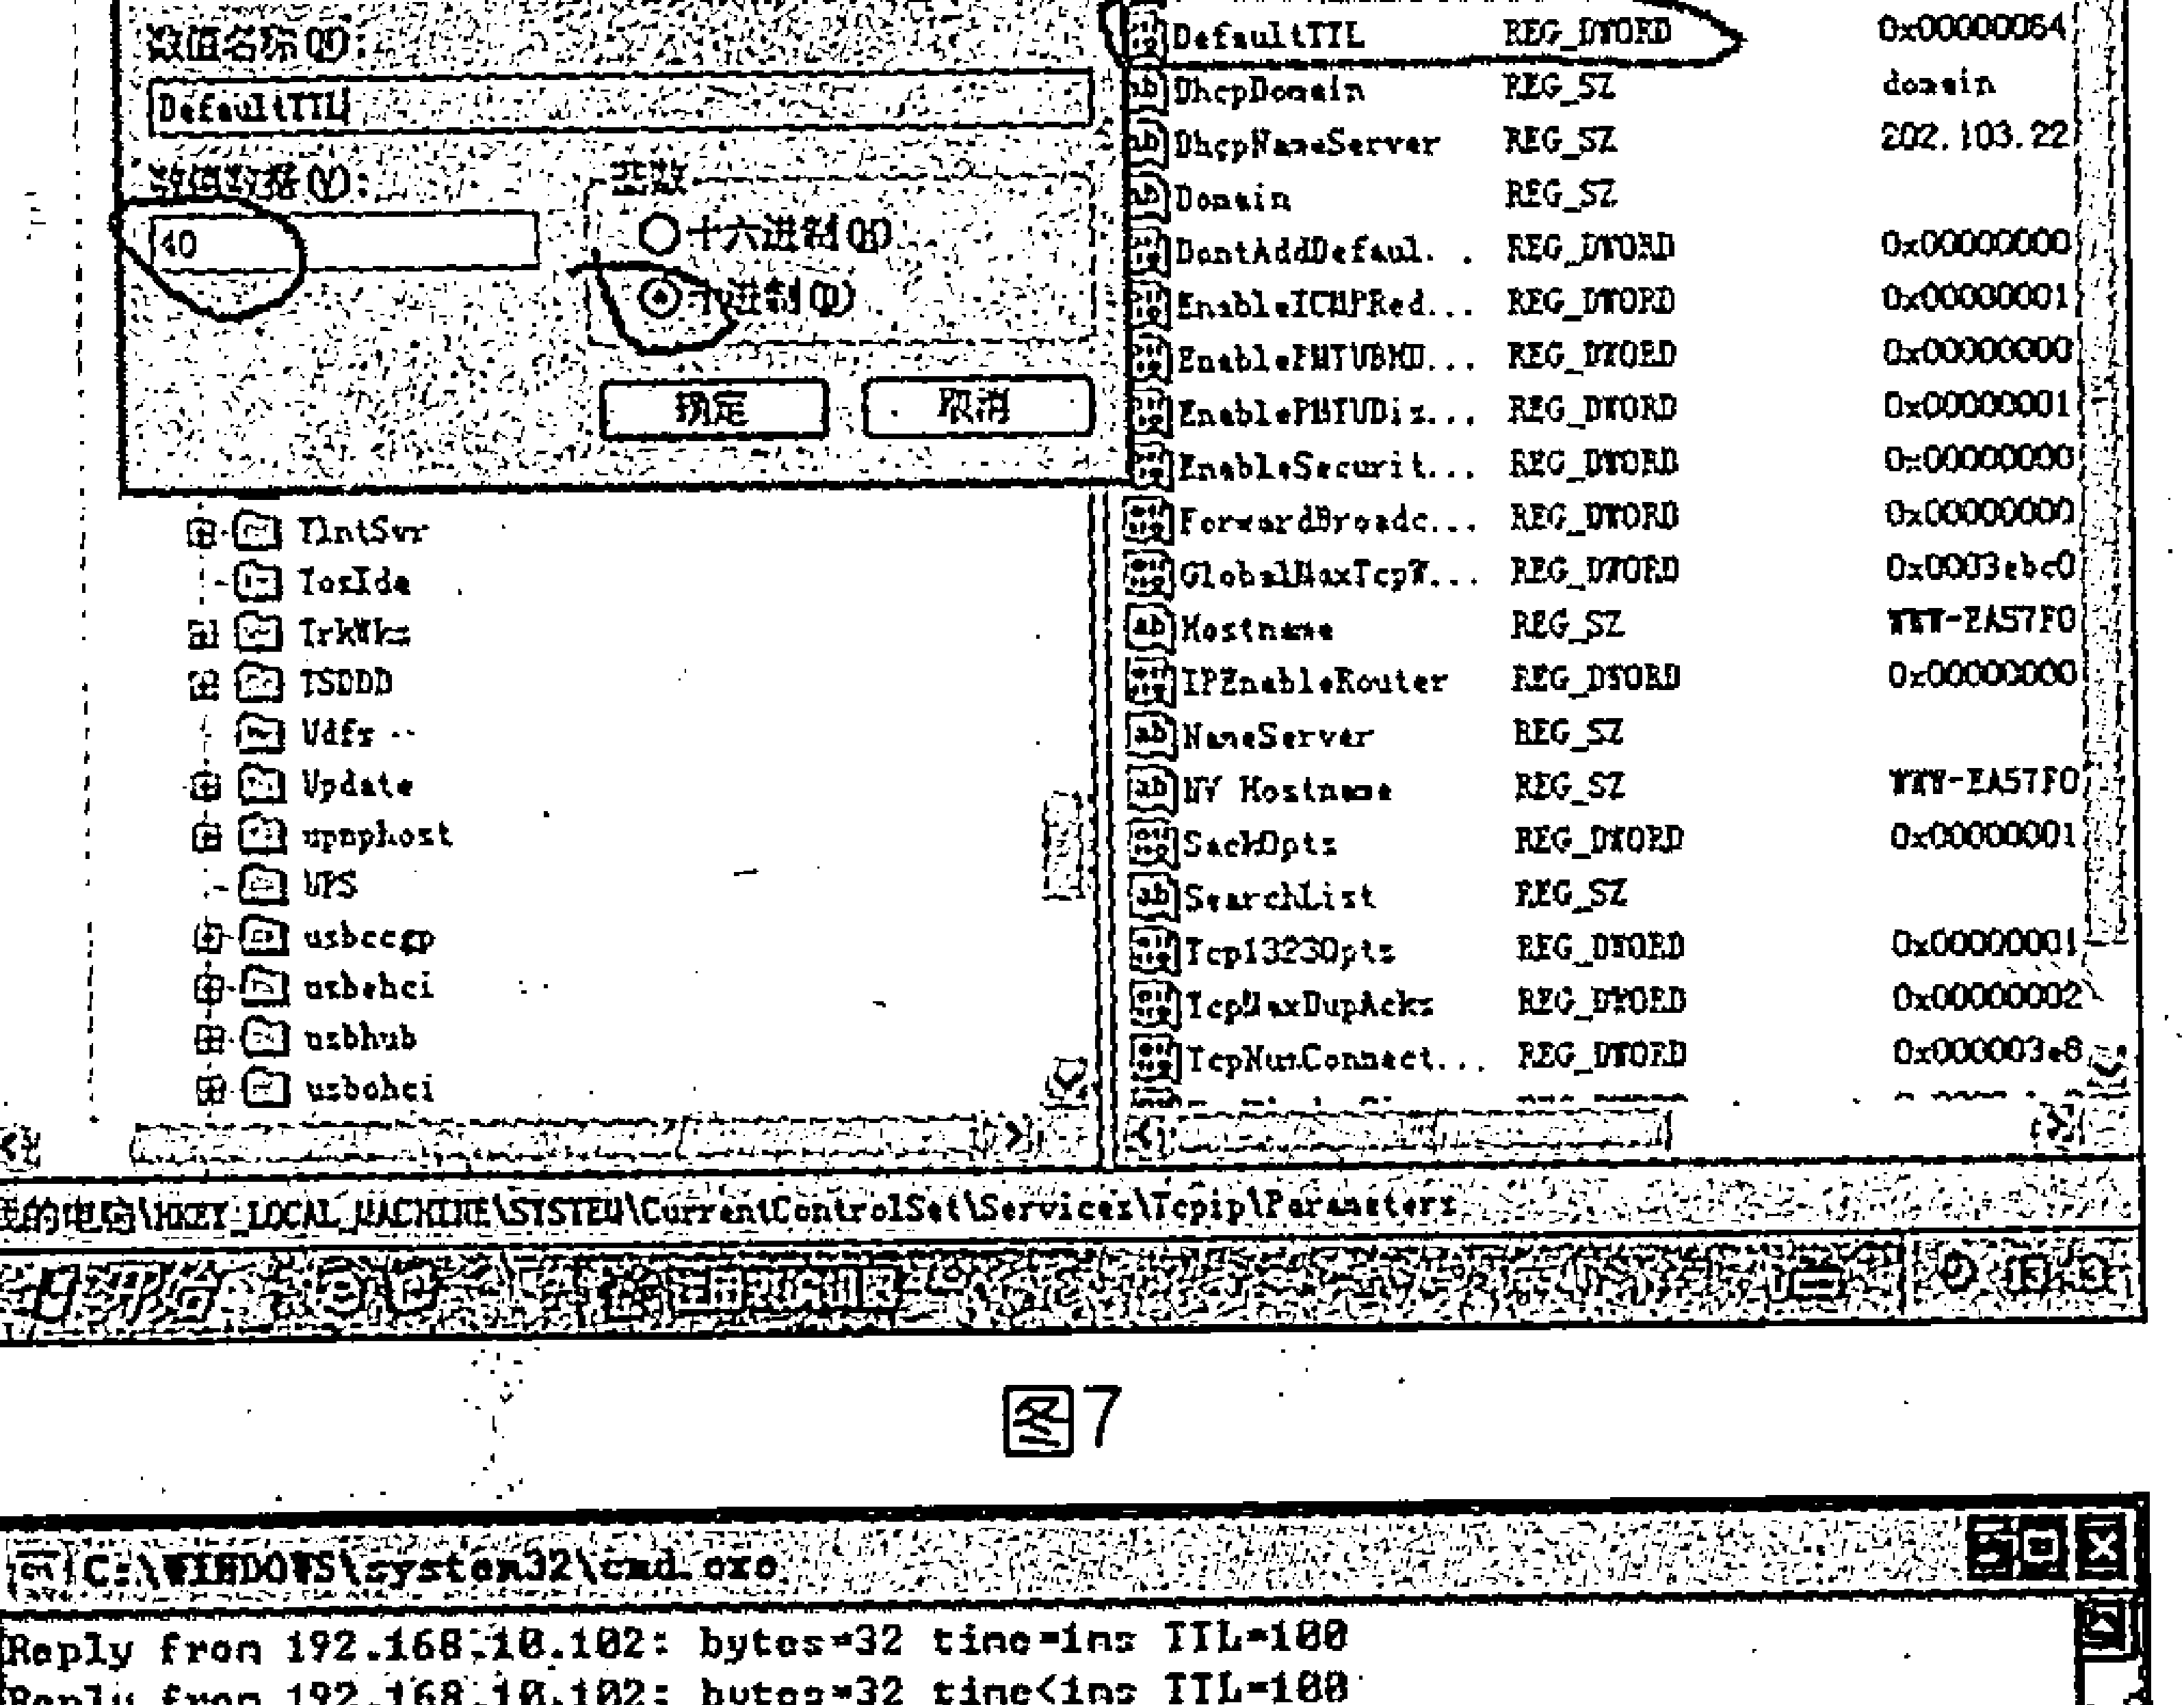 数值名称(N):
DefaultTTL
数值数据(V):
基数
40
十六进制(H)
十进制(D)
确定
取消
TlntSvr
TosIde
TrkWks
TSDDD
Udfs
Update
upnphost
UPS
usbccgp
usbehci
usbhub
usbohci
DefaultTTL REG_DWORD 0x00000064
DhcpDomain REG_SZ domain
DhcpNameServer REG_SZ 202.103.22
Domain REG_SZ
DontAddDefaul... REG_DWORD 0x00000000
EnableICMPRed... REG_DWORD 0x00000001
EnablePMTUBHD... REG_DWORD 0x00000000
EnablePMTUDis... REG_DWORD 0x00000001
EnableSecurit... REG_DWORD 0x00000000
ForwardBroadc... REG_DWORD 0x00000000
GlobalMaxTcpW... REG_DWORD 0x0003ebc0
Hostname REG_SZ WWW-EA57F0
IPEnableRouter REG_DWORD 0x00000000
NameServer REG_SZ
NV Hostname REG_SZ WWW-EA57F0
SackOpts REG_DWORD 0x00000001
SearchList REG_SZ
Tcp1323Opts REG_DWORD 0x00000001
TcpMaxDupAcks REG_DWORD 0x00000002
TcpNumConnect... REG_DWORD 0x000003e8
我的电脑\HKEY_LOCAL_MACHINE\SYSTEM\CurrentControlSet\Services\Tcpip\Parameters
开始
图7
C:\WINDOWS\system32\cmd.exe
Reply from 192.168.10.102: bytes=32 time=1ms TTL=100
Reply from 192.168.10.102: bytes=32 time<1ms TTL=100